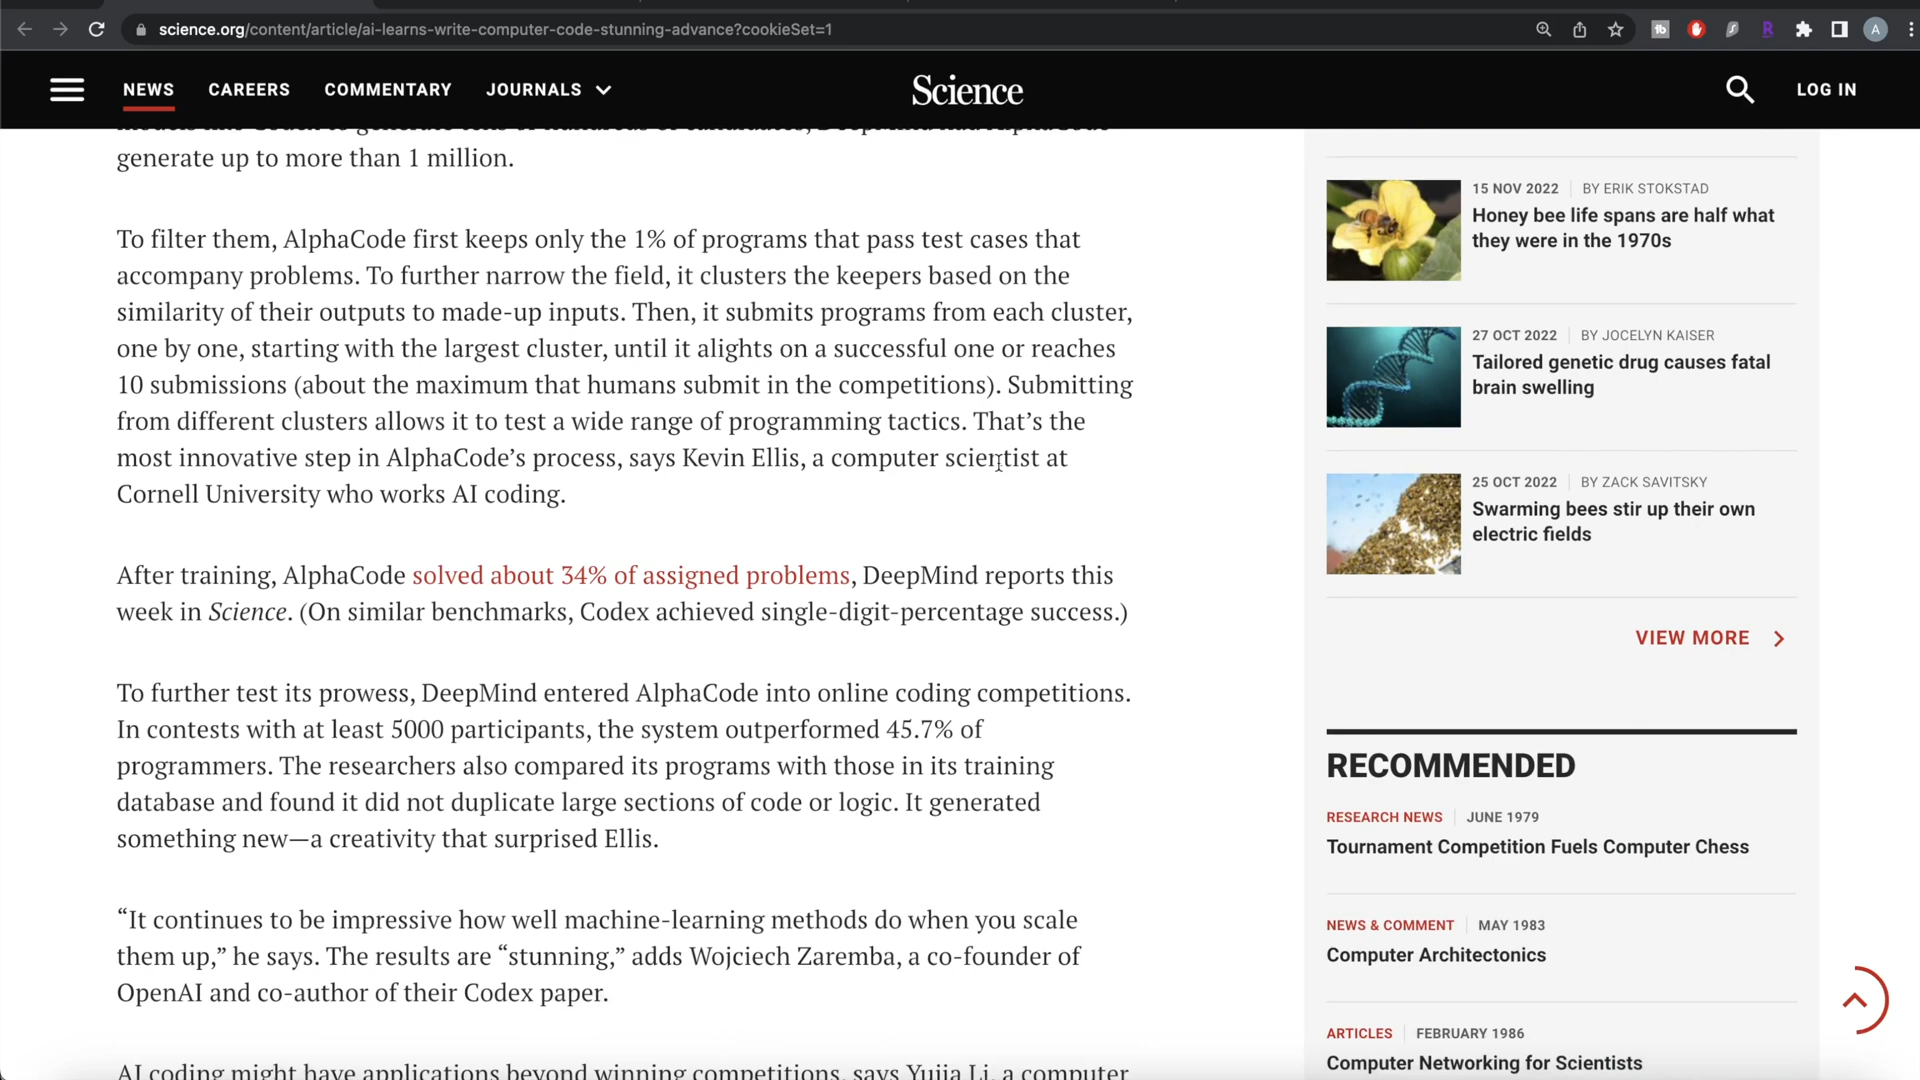 science.org/content/article/ai-learns-write-computer-code-stunning-advance?cookieSet=1
tb
R
A
NEWS
CAREERS
COMMENTARY
JOURNALS
Science
LOG IN
generate up to more than 1 million.
To filter them, AlphaCode first keeps only the 1% of programs that pass test cases that
accompany problems. To further narrow the field, it clusters the keepers based on the
similarity of their outputs to made-up inputs. Then, it submits programs from each cluster,
one by one, starting with the largest cluster, until it alights on a successful one or reaches
10 submissions (about the maximum that humans submit in the competitions). Submitting
from different clusters allows it to test a wide range of programming tactics. That’s the
most innovative step in AlphaCode’s process, says Kevin Ellis, a computer scientist at
Cornell University who works AI coding.
After training, AlphaCode solved about 34% of assigned problems, DeepMind reports this
week in Science. (On similar benchmarks, Codex achieved single-digit-percentage success.)
To further test its prowess, DeepMind entered AlphaCode into online coding competitions.
In contests with at least 5000 participants, the system outperformed 45.7% of
programmers. The researchers also compared its programs with those in its training
database and found it did not duplicate large sections of code or logic. It generated
something new—a creativity that surprised Ellis.
“It continues to be impressive how well machine-learning methods do when you scale
them up,” he says. The results are “stunning,” adds Wojciech Zaremba, a co-founder of
OpenAI and co-author of their Codex paper.
AI coding might have applications beyond winning competitions, says Yujia Li, a computer
15 NOV 2022 | BY ERIK STOKSTAD
Honey bee life spans are half what
they were in the 1970s
27 OCT 2022 | BY JOCELYN KAISER
Tailored genetic drug causes fatal
brain swelling
25 OCT 2022 | BY ZACK SAVITSKY
Swarming bees stir up their own
electric fields
VIEW MORE
RECOMMENDED
RESEARCH NEWS | JUNE 1979
Tournament Competition Fuels Computer Chess
NEWS & COMMENT | MAY 1983
Computer Architectonics
ARTICLES | FEBRUARY 1986
Computer Networking for Scientists